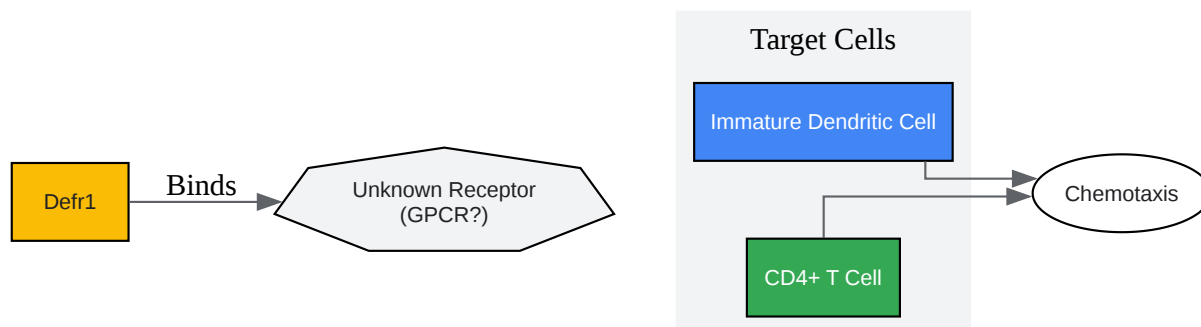 Target Cells
Immature Dendritic Cell
Defr1
Binds
Unknown Receptor
(GPCR?)
Chemotaxis
CD4+ T Cell